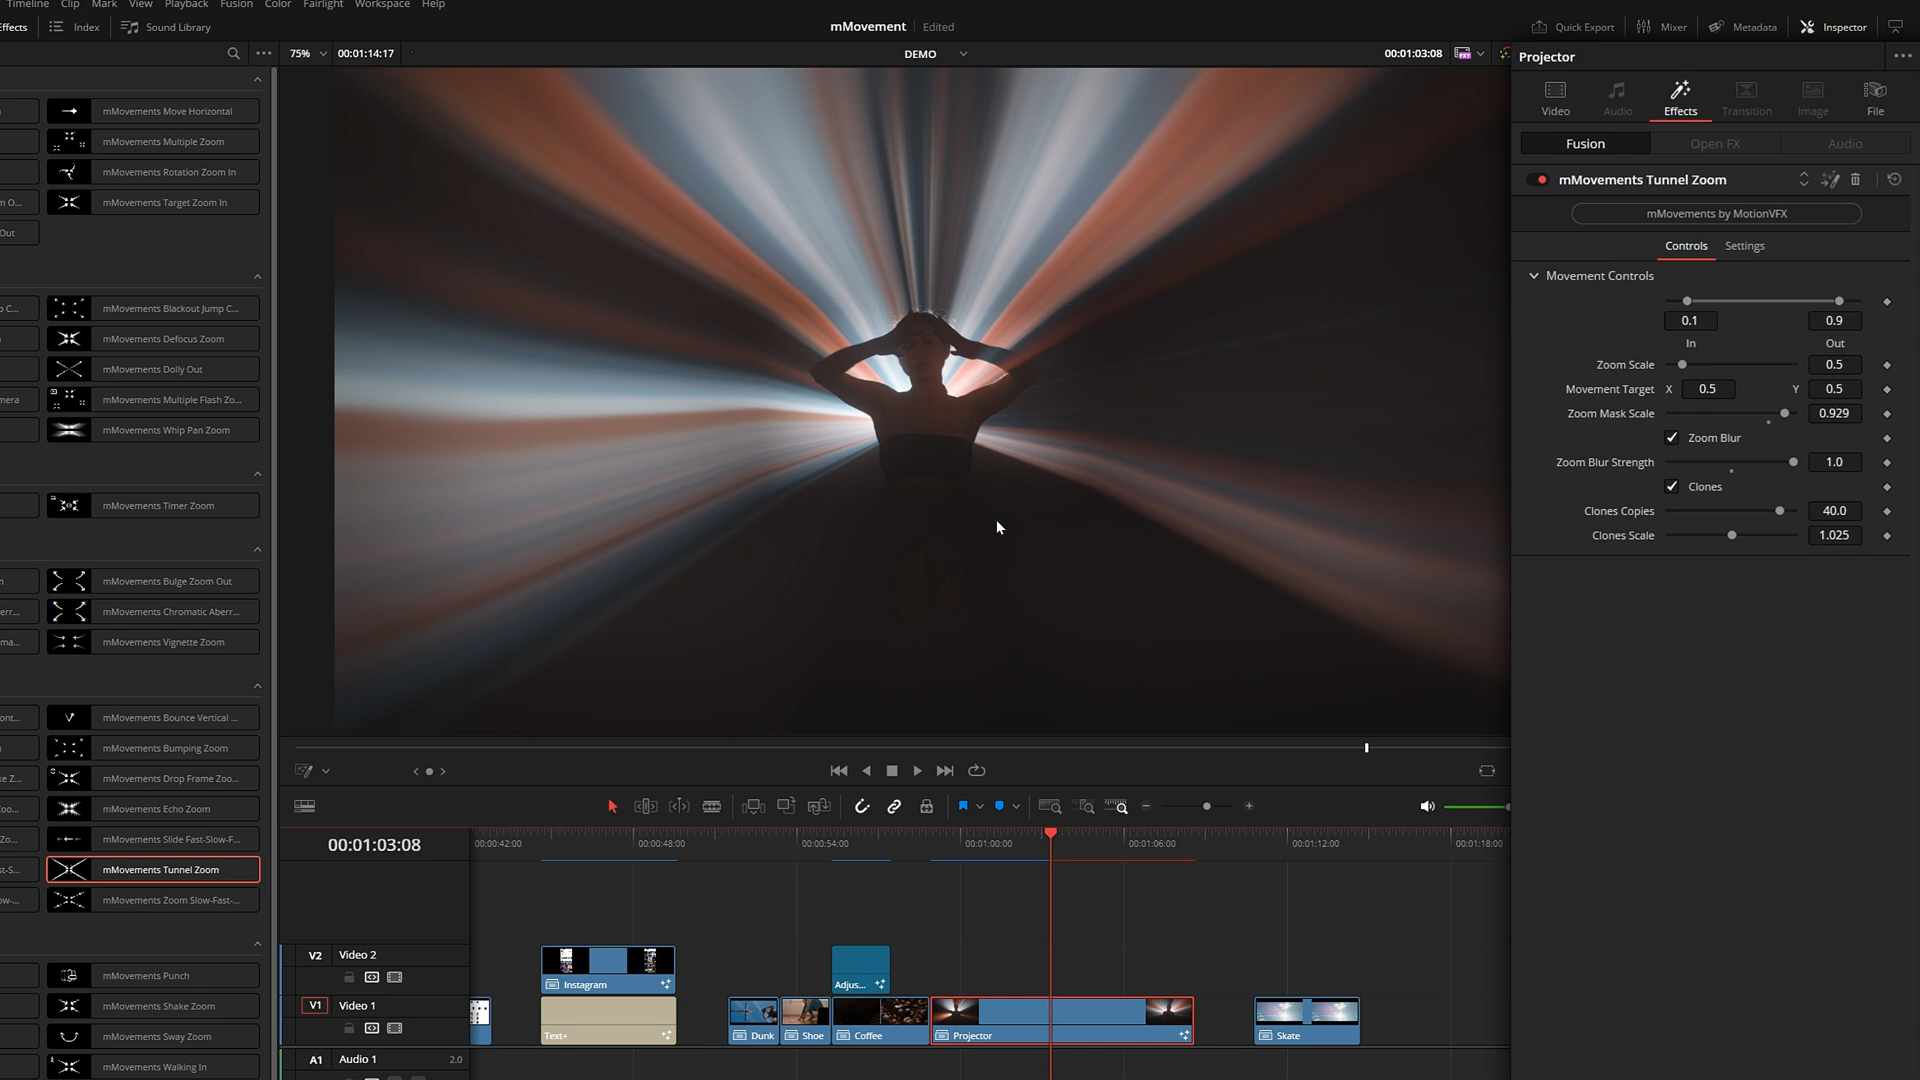 Timeline Clip Mark View Playback Fusion Color Fairlight Workspace Help
Effects Index Sound Library
mMovement Edited
Quick Export Mixer Metadata Inspector
75% 00:01:14:17
DEMO
00:01:03:08
Projector
Video Audio Effects Transition Image File
Fusion Open FX Audio
mMovements Tunnel Zoom
mMovements by MotionVFX
Controls Settings
Movement Controls
0.1 0.9
In Out
Zoom Scale 0.5
Movement Target X 0.5 Y 0.5
Zoom Mask Scale 0.929
Zoom Blur
Zoom Blur Strength 1.0
Clones
Clones Copies 40.0
Clones Scale 1.025
mMovements Move Horizontal
mMovements Multiple Zoom
mMovements Rotation Zoom In
m O... mMovements Target Zoom In
Out
p C... mMovements Blackout Jump C...
mMovements Defocus Zoom
mMovements Dolly Out
mera mMovements Multiple Flash Zo...
mMovements Whip Pan Zoom
mMovements Timer Zoom
n mMovements Bulge Zoom Out
err... mMovements Chromatic Aberr...
ma... mMovements Vignette Zoom
ont... mMovements Bounce Vertical ...
mMovements Bumping Zoom
ke Z... mMovements Drop Frame Zoo...
oo... mMovements Echo Zoom
Zo... mMovements Slide Fast-Slow-F...
st-S... mMovements Tunnel Zoom
ow-... mMovements Zoom Slow-Fast-...
mMovements Punch
mMovements Shake Zoom
mMovements Sway Zoom
mMovements Walking In
00:01:03:08
00:00:42:00 00:00:48:00 00:00:54:00 00:01:00:00 00:01:06:00 00:01:12:00 00:01:18:00
V2 Video 2
Instagram
Adjus...
V1 Video 1
Text+
Dunk
Shoe
Coffee
Projector
Skate
A1 Audio 1 2.0